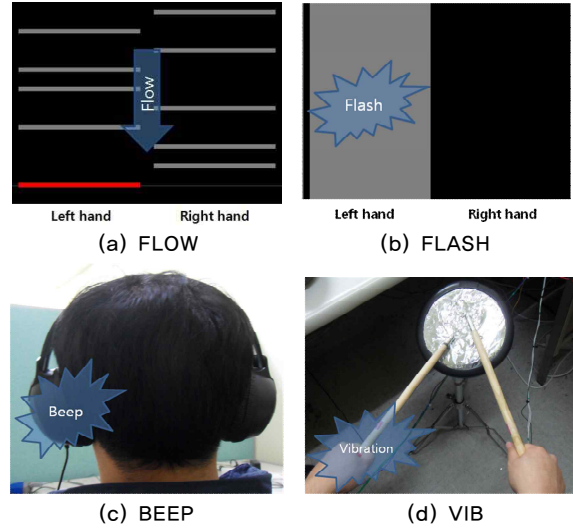 Flow
Left hand Right hand
(a) FLOW
Flash
Left hand Right hand
(b) FLASH
Beep
(c) BEEP
Vibration
(d) VIB